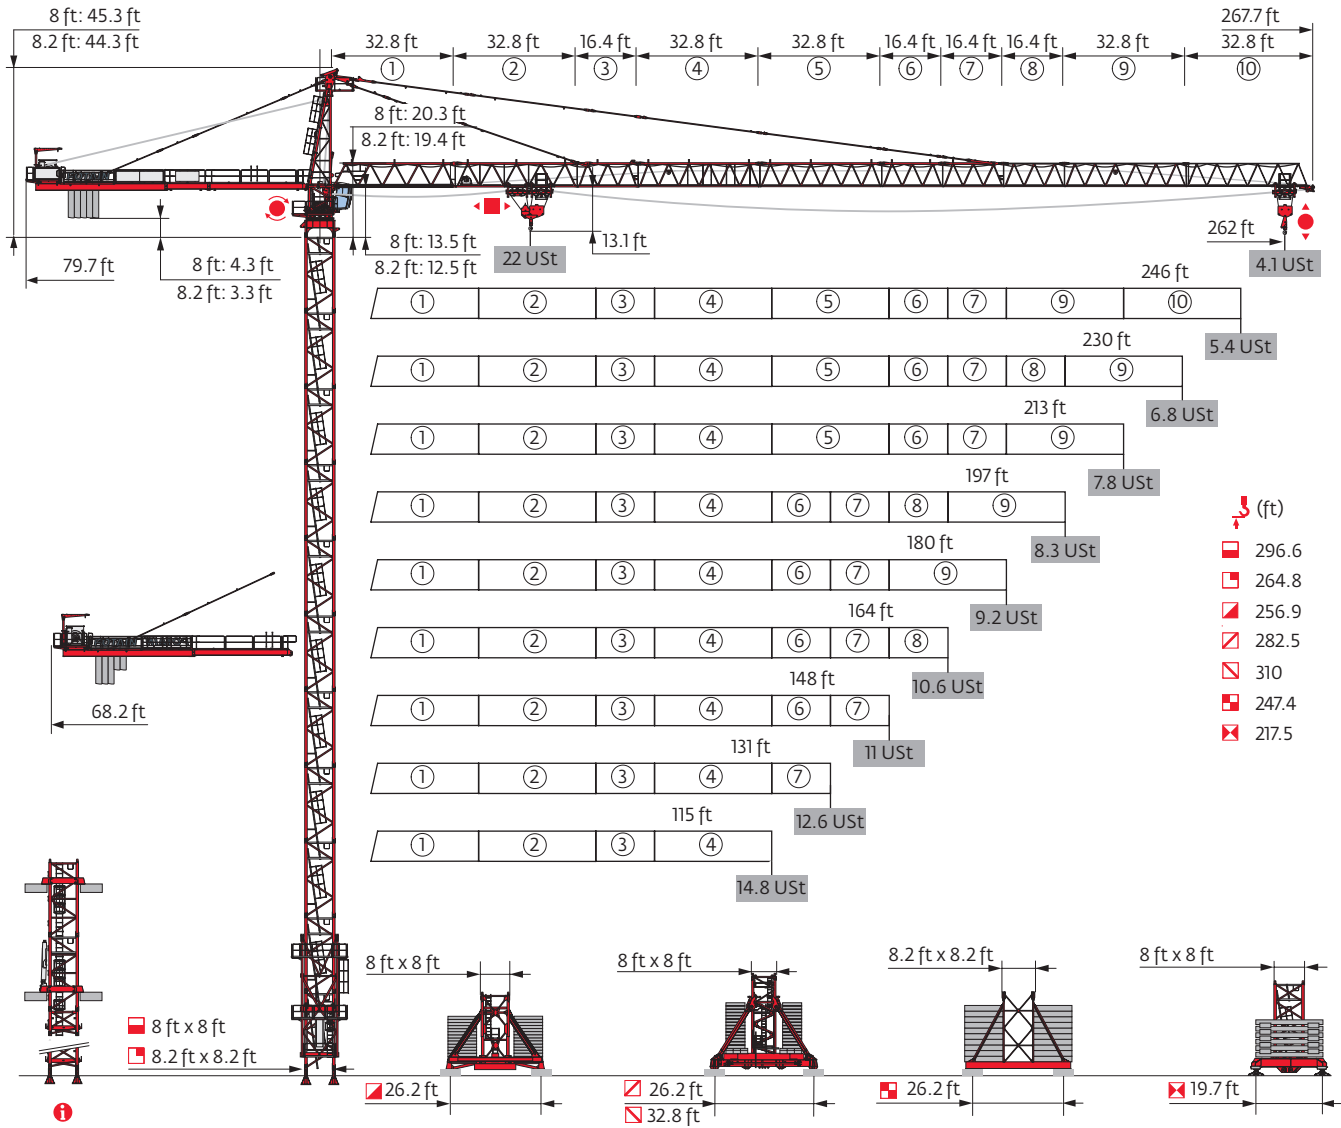 8 ft: 45.3 ft
8.2 ft: 44.3 ft
267.7 ft
32.8 ft 32.8 ft 16.4 ft 32.8 ft 32.8 ft 16.4 ft 16.4 ft 16.4 ft 32.8 ft 32.8 ft
1 2 3 4 5 6 7 8 9 10
8 ft: 20.3 ft
8.2 ft: 19.4 ft
8 ft: 13.5 ft
8.2 ft: 12.5 ft
13.1 ft
22 USt
262 ft
4.1 USt
79.7 ft
8 ft: 4.3 ft
8.2 ft: 3.3 ft
246 ft
1 2 3 4 5 6 7 9 10
5.4 USt
230 ft
1 2 3 4 5 6 7 8 9
6.8 USt
213 ft
1 2 3 4 5 6 7 9
7.8 USt
197 ft
1 2 3 4 6 7 8 9
8.3 USt
180 ft
1 2 3 4 6 7 9
9.2 USt
164 ft
1 2 3 4 6 7 8
10.6 USt
148 ft
1 2 3 4 6 7
11 USt
131 ft
1 2 3 4 7
12.6 USt
115 ft
1 2 3 4
14.8 USt
(ft)
296.6
264.8
256.9
282.5
310
247.4
217.5
68.2 ft
8 ft x 8 ft
8.2 ft x 8.2 ft
i
8 ft x 8 ft
26.2 ft
8 ft x 8 ft
26.2 ft
32.8 ft
8.2 ft x 8.2 ft
26.2 ft
8 ft x 8 ft
19.7 ft